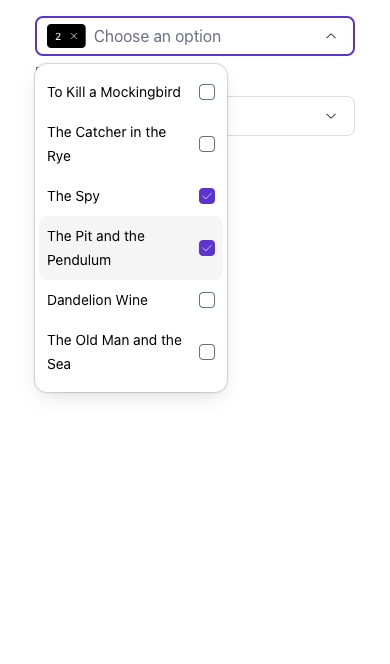 2 × Choose an option
To Kill a Mockingbird
The Catcher in the
Rye
The Spy
The Pit and the
Pendulum
Dandelion Wine
The Old Man and the
Sea